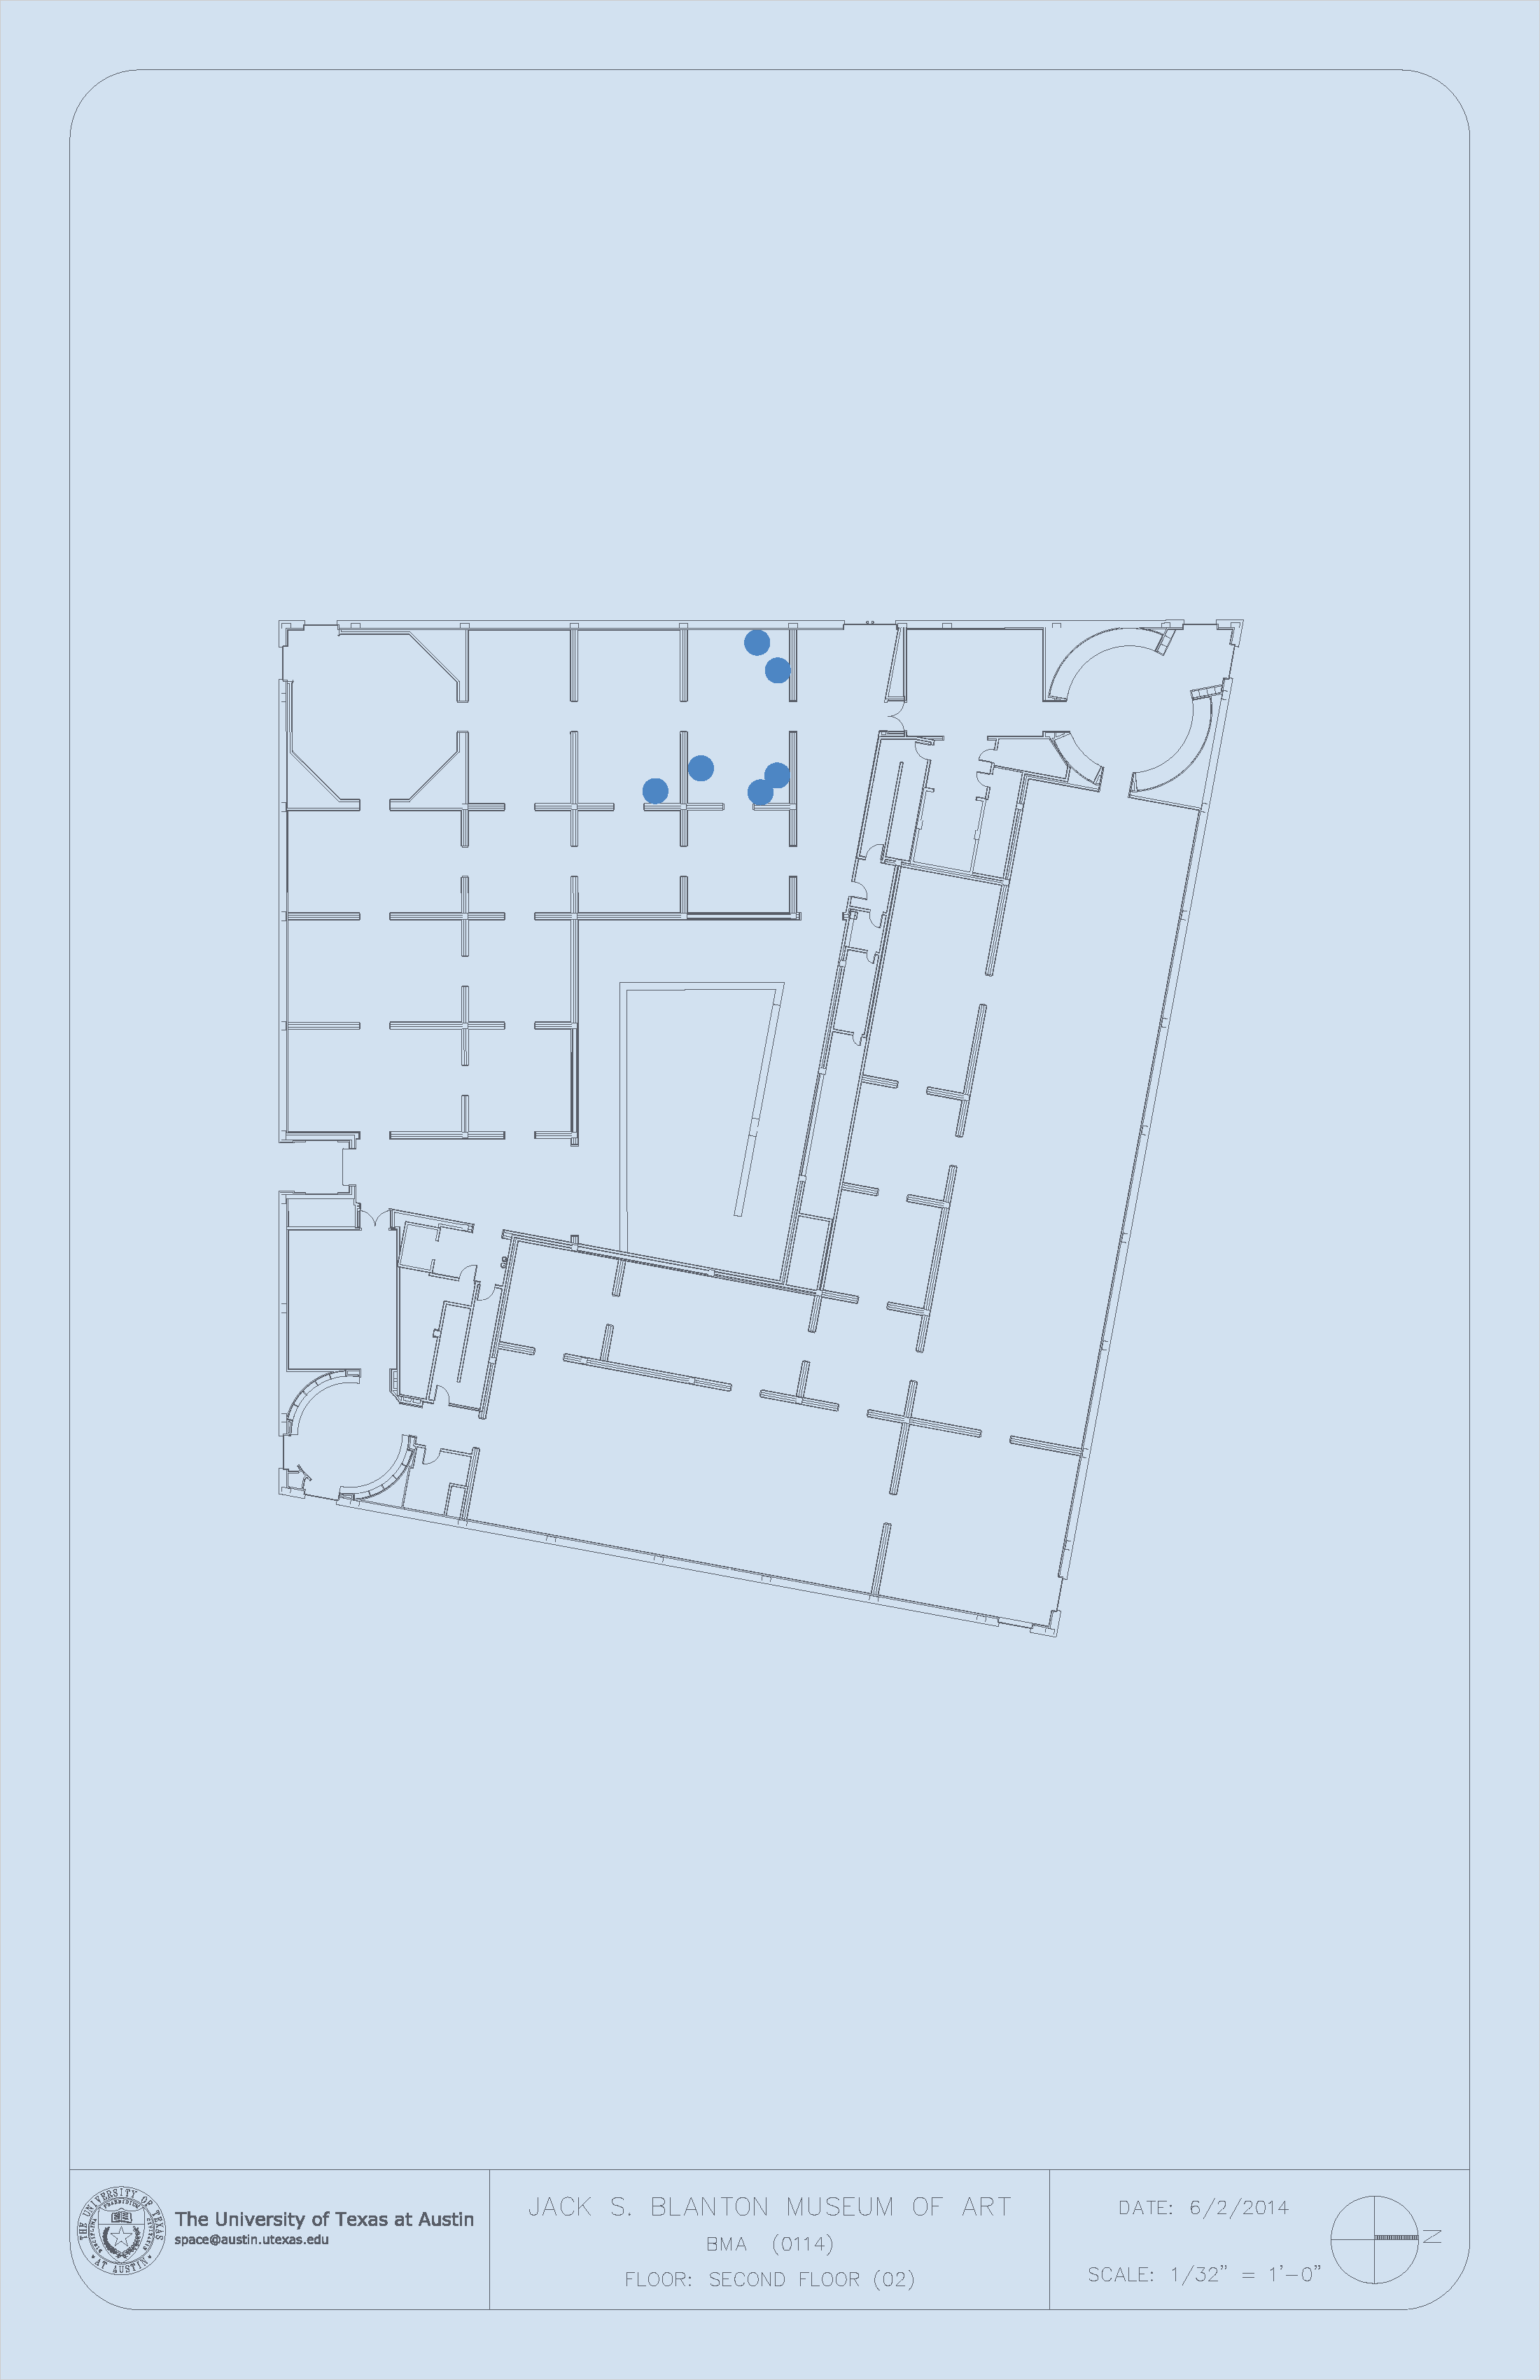 THE UNIVERSITY OF TEXAS
AT AUSTIN
The University of Texas at Austin
space@austin.utexas.edu
JACK S. BLANTON MUSEUM OF ART
BMA (0114)
FLOOR: SECOND FLOOR (02)
DATE: 6/2/2014
SCALE: 1/32" = 1'-0"
N